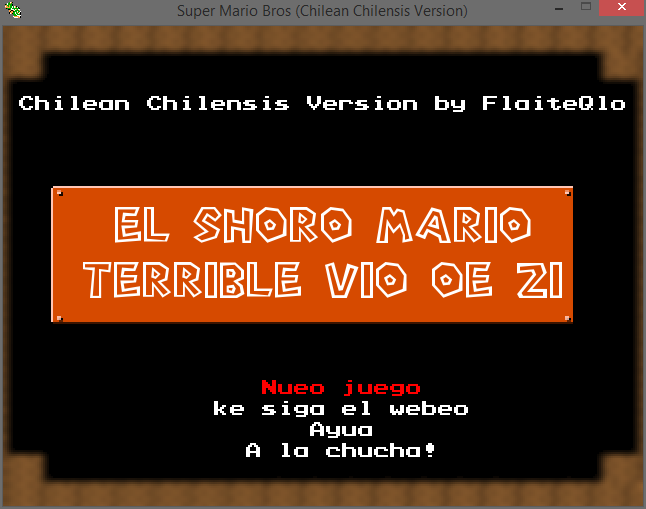 Super Mario Bros (Chilean Chilensis Version)
Chilean Chilensis Version by FlaiteQlo
EL SHORO MARIO
TERRIBLE VIO OE ZI
Nueo juego
ke siga el webeo
Ayua
A la chucha!